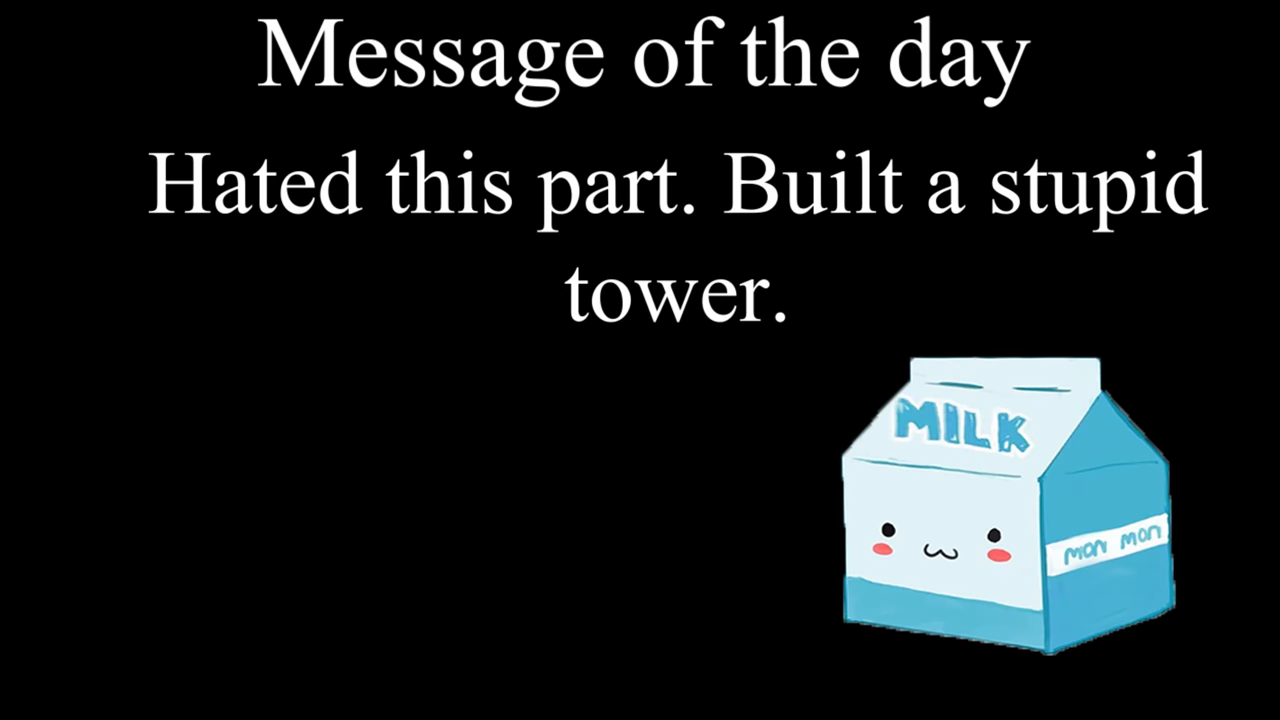 Message of the day
Hated this part. Built a stupid
tower.
MILK
MON MON